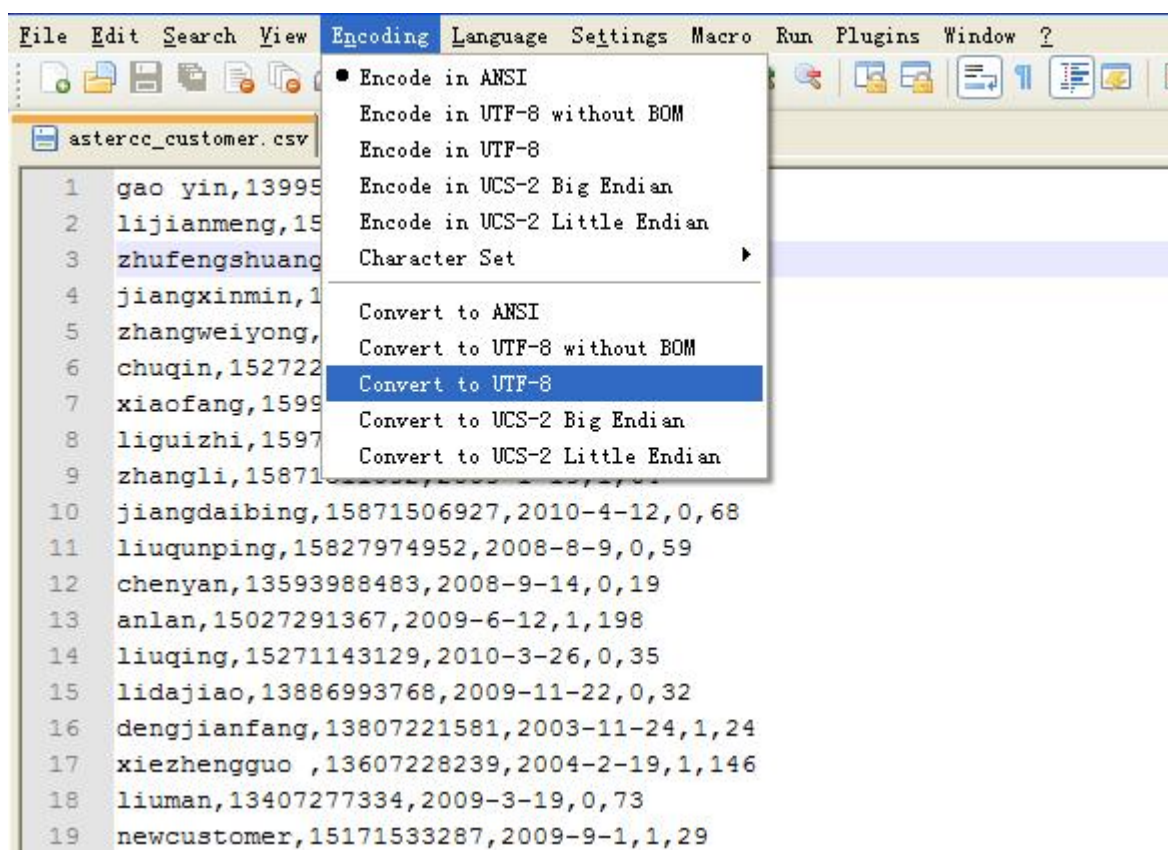 File Edit Search View Encoding Language Settings Macro Run Plugins Window ?
Encode in ANSI
Encode in UTF-8 without BOM
Encode in UTF-8
Encode in UCS-2 Big Endian
Encode in UCS-2 Little Endian
Character Set
Convert to ANSI
Convert to UTF-8 without BOM
Convert to UTF-8
Convert to UCS-2 Big Endian
Convert to UCS-2 Little Endian
astercc_customer.csv
1 gao yin,13995
2 lijianmeng,15
3 zhufengshuang
4 jiangxinmin,1
5 zhangweiyong,
6 chuqin,152722
7 xiaofang,1599
8 liguizhi,1597
9 zhangli,15871
10 jiangdaibing,15871506927,2010-4-12,0,68
11 liuqunping,15827974952,2008-8-9,0,59
12 chenyan,13593988483,2008-9-14,0,19
13 anlan,15027291367,2009-6-12,1,198
14 liuqing,15271143129,2010-3-26,0,35
15 lidajiao,13886993768,2009-11-22,0,32
16 dengjianfang,13807221581,2003-11-24,1,24
17 xiezhengguo ,13607228239,2004-2-19,1,146
18 liuman,13407277334,2009-3-19,0,73
19 newcustomer,15171533287,2009-9-1,1,29